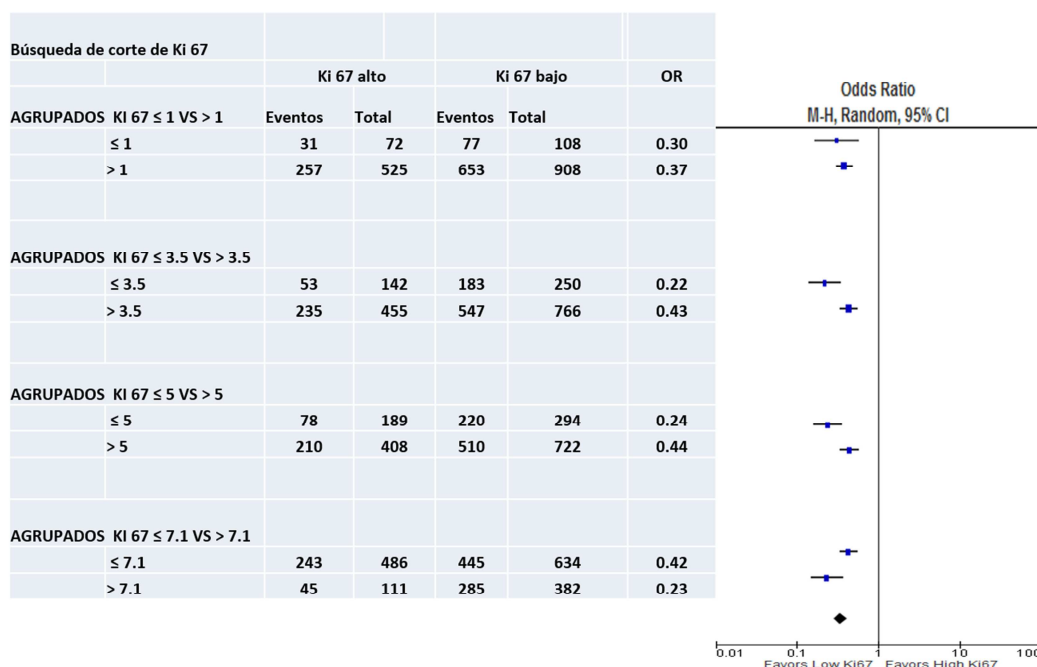 Búsqueda de corte de Ki 67
Ki 67 alto Ki 67 bajo OR
AGRUPADOS KI 67 ≤ 1 VS > 1 Eventos Total Eventos Total
≤ 1 31 72 77 108 0.30
> 1 257 525 653 908 0.37
AGRUPADOS KI 67 ≤ 3.5 VS > 3.5
≤ 3.5 53 142 183 250 0.22
> 3.5 235 455 547 766 0.43
AGRUPADOS KI 67 ≤ 5 VS > 5
≤ 5 78 189 220 294 0.24
> 5 210 408 510 722 0.44
AGRUPADOS KI 67 ≤ 7.1 VS > 7.1
≤ 7.1 243 486 445 634 0.42
> 7.1 45 111 285 382 0.23
Odds Ratio
M-H, Random, 95% CI
0.01 0.1 1 10 100
Favors Low Ki67 Favors High Ki67